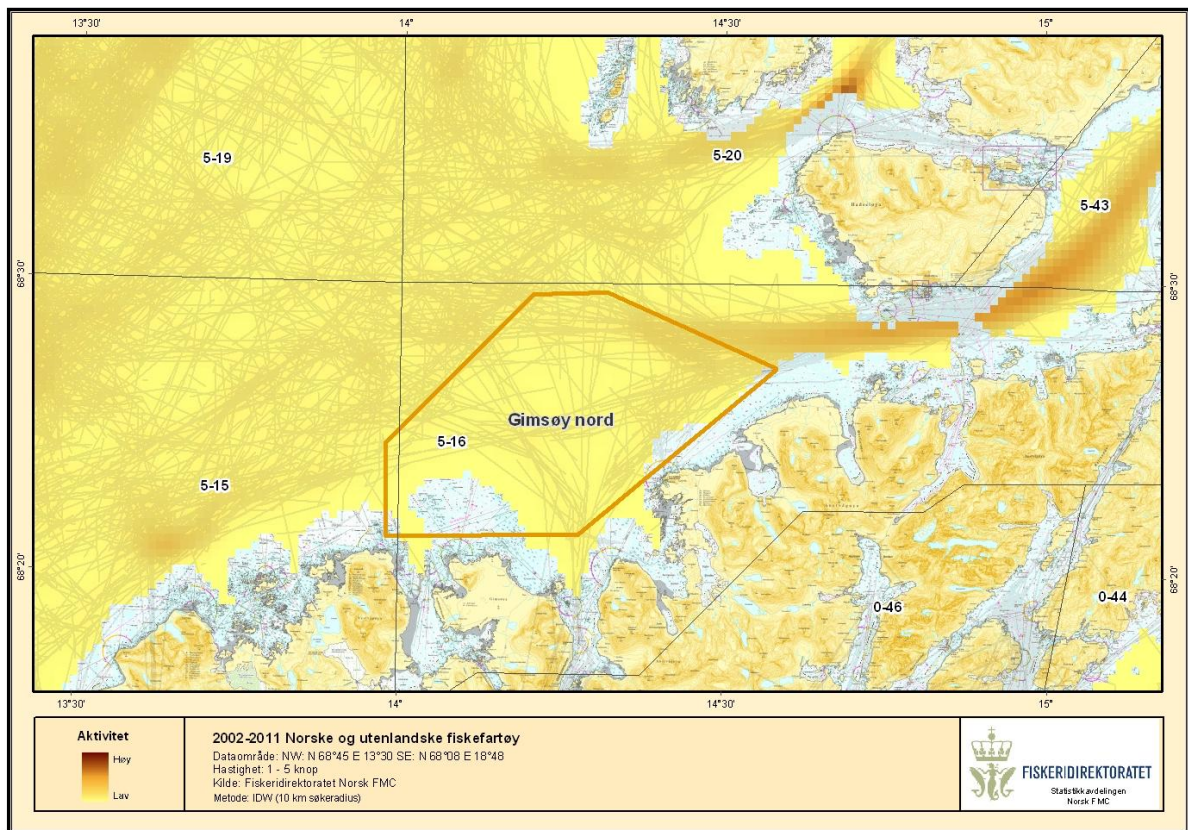 13°30'
14°
14°30'
15°
5-19
5-20
5-43
68°30'
68°30'
Gimsøy nord
5-16
5-15
68°20'
68°20'
0-46
0-44
13°30'
14°
14°30'
15°
Aktivitet
Høy
Lav
2002-2011 Norske og utenlandske fiskefartøy
Dataområde: NW: N 68°45 E 13°30 SE: N 68°08 E 18°48
Hastighet: 1 - 5 knop
Kilde: Fiskeridirektoratet Norsk FMC
Metode: IDW (10 km søkeradius)
FISKERIDIREKTORATET
Statistikkavdelingen
Norsk FMC